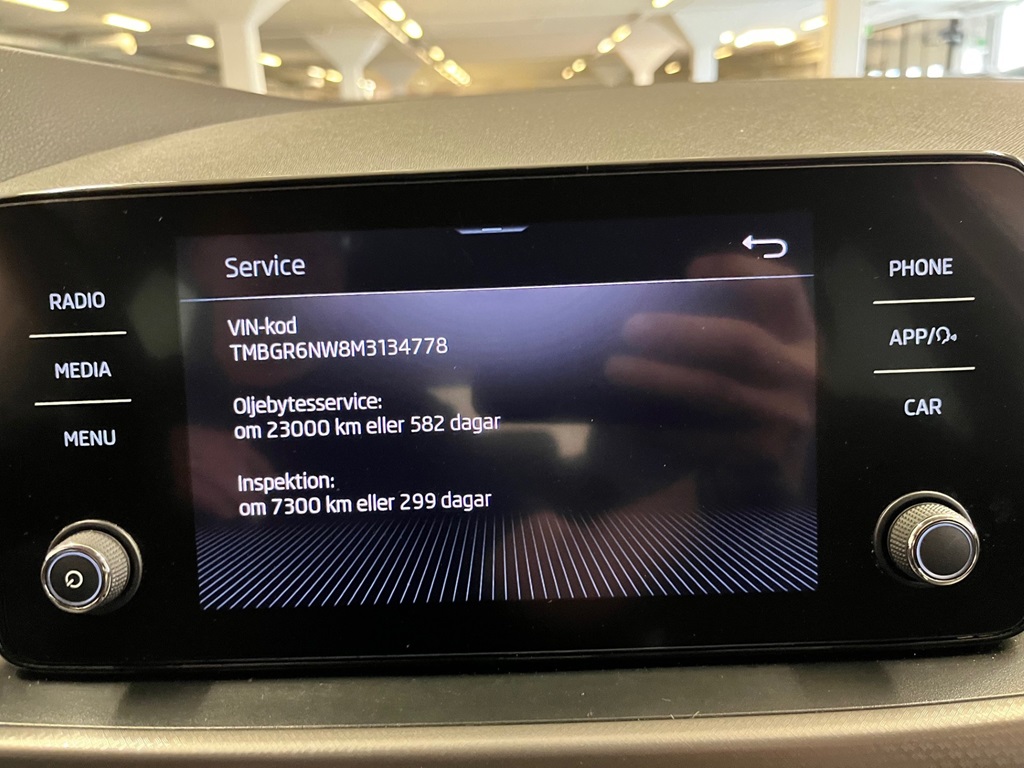 Service
VIN-kod
TMBGR6NW8M3134778
Oljebytesservice:
om 23000 km eller 582 dagar
Inspektion:
om 7300 km eller 299 dagar
RADIO
MEDIA
MENU
PHONE
APP/
CAR